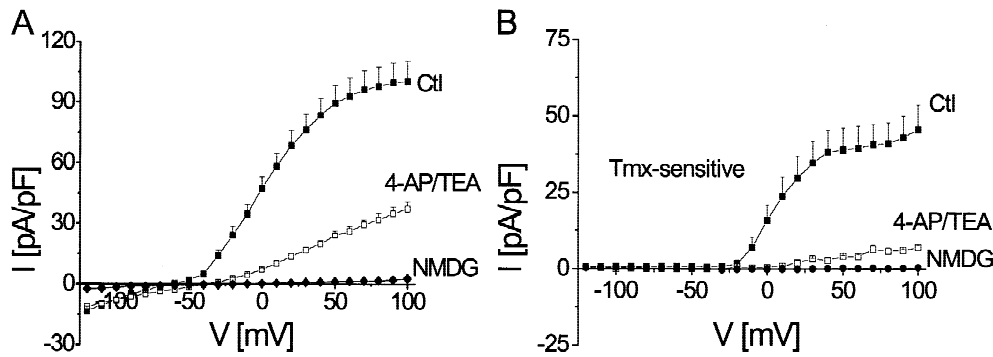 A
I [pA/pF]
120
90
60
30
0
-30
-100
-50
0
50
100
V [mV]
Ctl
4-AP/TEA
NMDG
B
I [pA/pF]
75
50
25
0
-25
-100
-50
0
50
100
V [mV]
Tmx-sensitive
Ctl
4-AP/TEA
NMDG